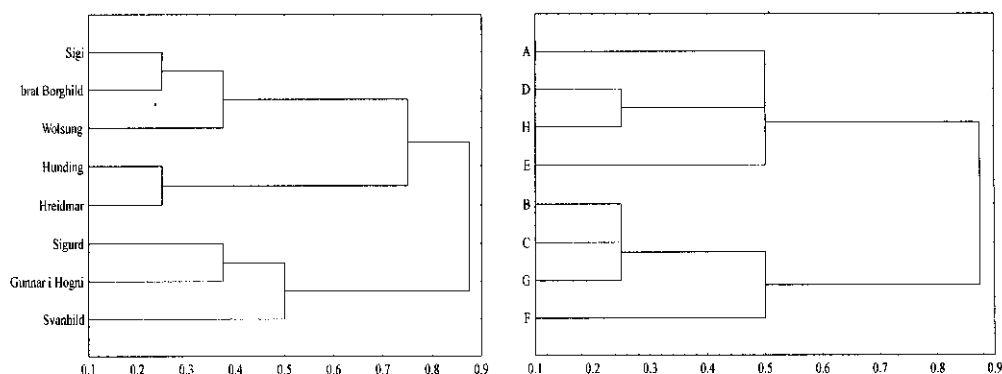 Sigi
brat Borghild
Wolsung
Hunding
Hreidmar
Sigurd
Gunnar i Hogni
Svanhild
0.1 0.2 0.3 0.4 0.5 0.6 0.7 0.8 0.9
A
D
H
E
B
C
G
F
0.1 0.2 0.3 0.4 0.5 0.6 0.7 0.8 0.9